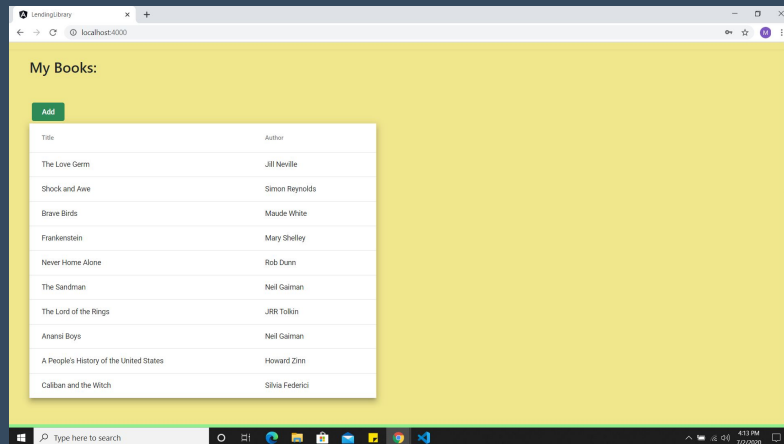 LendingLibrary
localhost:4000
M
My Books:
Add
Title Author
The Love Germ Jill Neville
Shock and Awe Simon Reynolds
Brave Birds Maude White
Frankenstein Mary Shelley
Never Home Alone Rob Dunn
The Sandman Neil Gaiman
The Lord of the Rings JRR Tolkin
Anansi Boys Neil Gaiman
A People's History of the United States Howard Zinn
Caliban and the Witch Silvia Federici
Type here to search
4:13 PM
7/2/2020